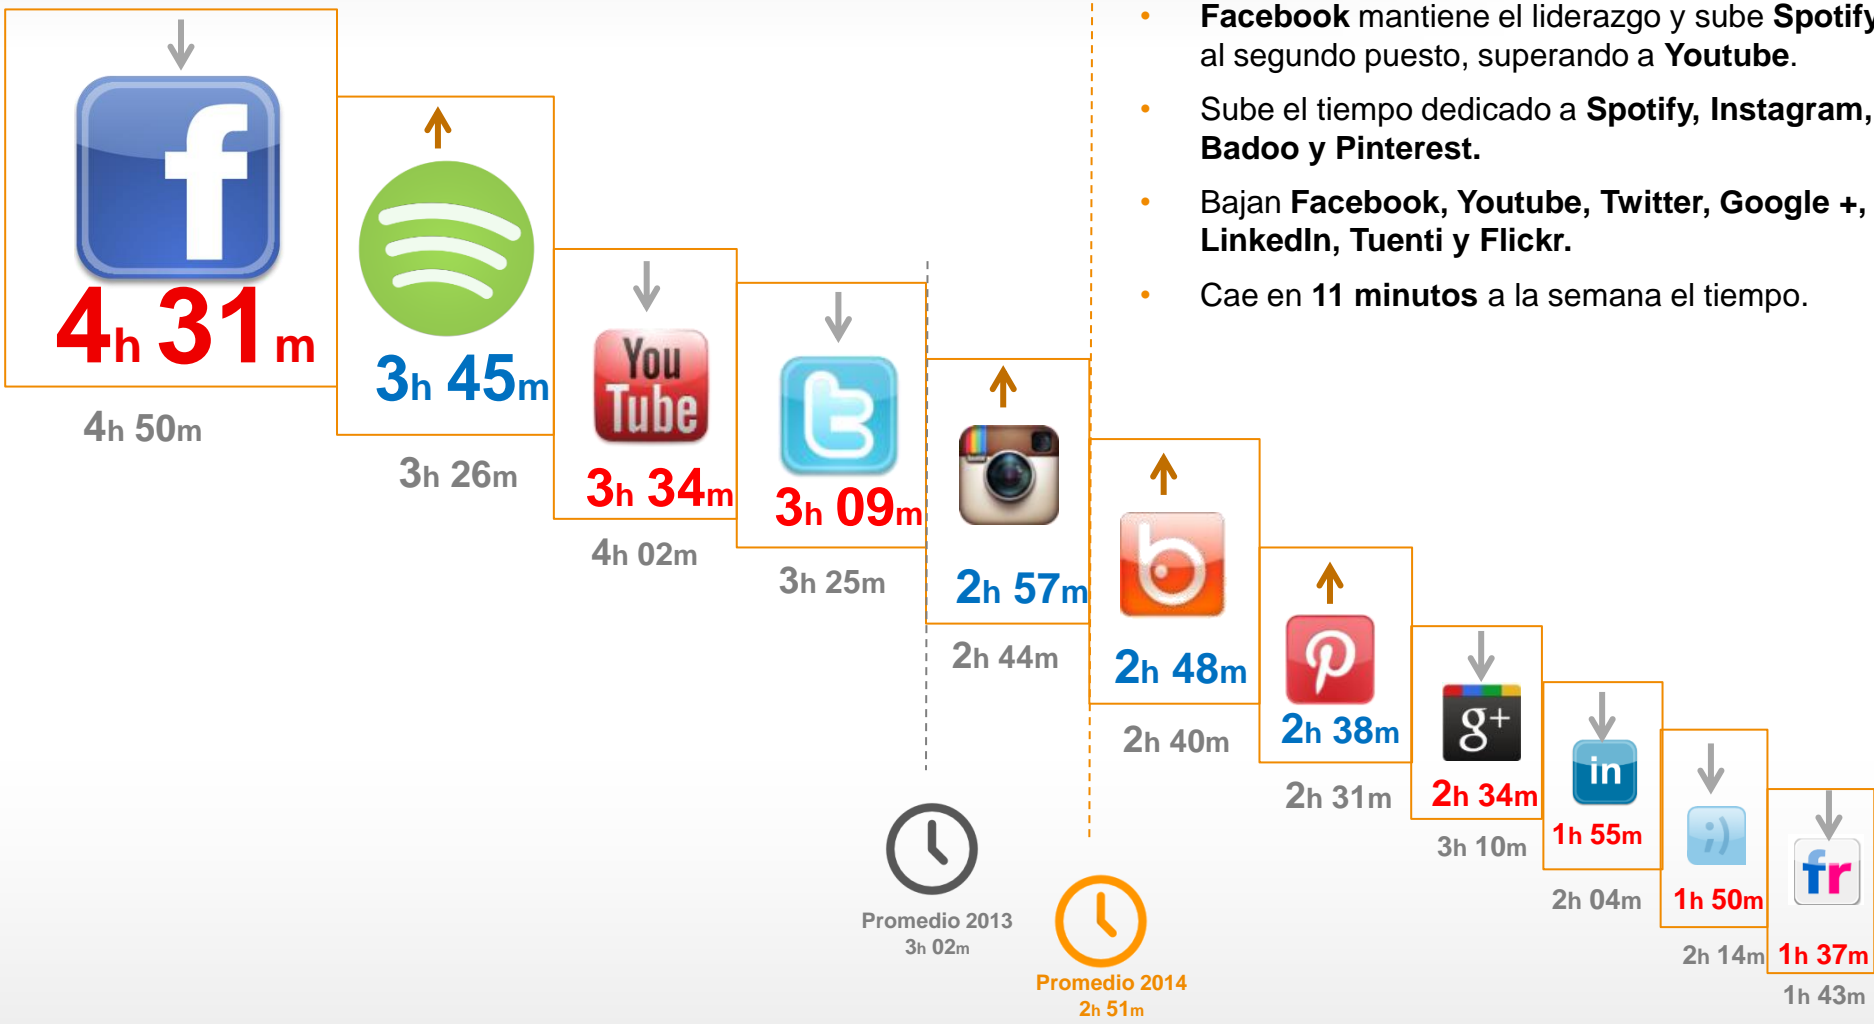 • Facebook mantiene el liderazgo y sube Spotify
al segundo puesto, superando a Youtube.
• Sube el tiempo dedicado a Spotify, Instagram,
Badoo y Pinterest.
• Bajan Facebook, Youtube, Twitter, Google +,
LinkedIn, Tuenti y Flickr.
• Cae en 11 minutos a la semana el tiempo.
f
4h 31m
4h 50m
3h 45m
3h 26m
You
Tube
3h 34m
4h 02m
t
3h 09m
3h 25m
2h 57m
2h 44m
b
2h 48m
2h 40m
P
2h 38m
2h 31m
g+
2h 34m
3h 10m
in
1h 55m
2h 04m
;)
1h 50m
2h 14m
fr
1h 37m
1h 43m
Promedio 2013
3h 02m
Promedio 2014
2h 51m